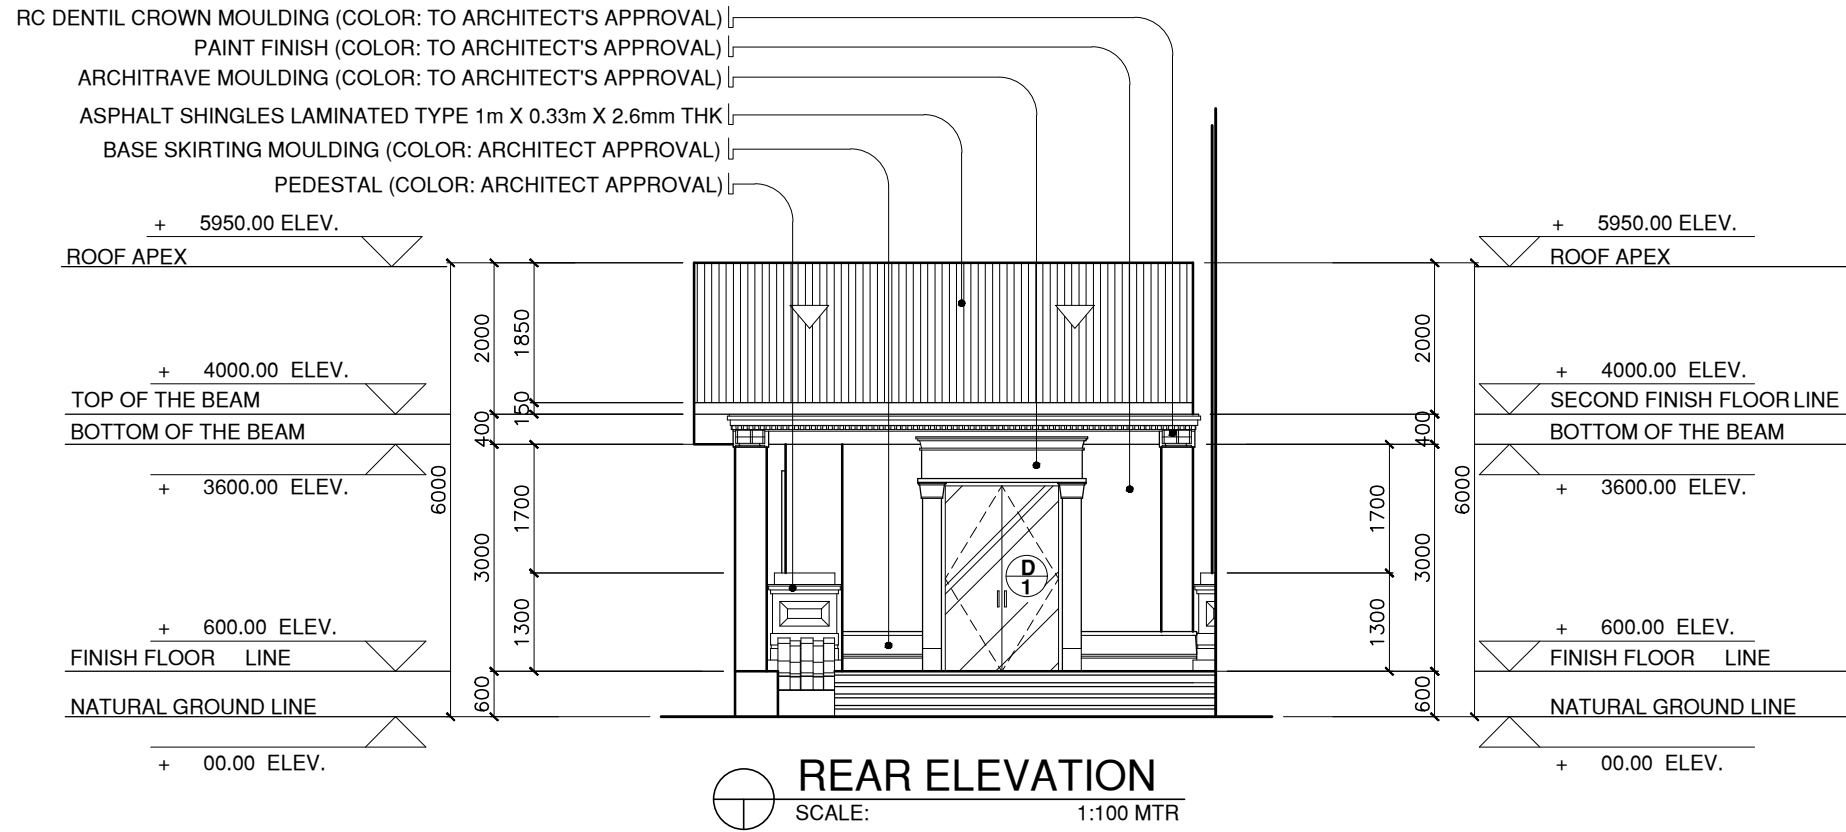 RC DENTIL CROWN MOULDING (COLOR: TO ARCHITECT'S APPROVAL)
PAINT FINISH (COLOR: TO ARCHITECT'S APPROVAL)
ARCHITRAVE MOULDING (COLOR: TO ARCHITECT'S APPROVAL)
ASPHALT SHINGLES LAMINATED TYPE 1m X 0.33m X 2.6mm THK
BASE SKIRTING MOULDING (COLOR: ARCHITECT APPROVAL)
PEDESTAL (COLOR: ARCHITECT APPROVAL)
+ 5950.00 ELEV.
ROOF APEX
+ 4000.00 ELEV.
TOP OF THE BEAM
BOTTOM OF THE BEAM
+ 3600.00 ELEV.
+ 600.00 ELEV.
FINISH FLOOR LINE
NATURAL GROUND LINE
+ 00.00 ELEV.
6000
2000
400
3000
600
1850
150
1700
1300
D
1
1700
1300
2000
400
3000
600
6000
+ 5950.00 ELEV.
ROOF APEX
+ 4000.00 ELEV.
SECOND FINISH FLOOR LINE
BOTTOM OF THE BEAM
+ 3600.00 ELEV.
+ 600.00 ELEV.
FINISH FLOOR LINE
NATURAL GROUND LINE
+ 00.00 ELEV.
REAR ELEVATION
SCALE: 1:100 MTR